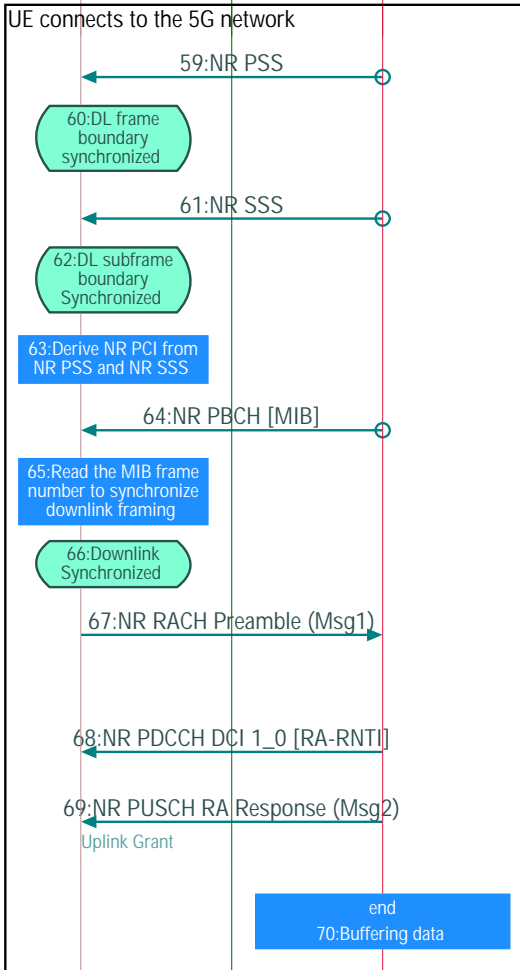 UE connects to the 5G network
59:NR PSS
60:DL frame
boundary
synchronized
61:NR SSS
62:DL subframe
boundary
Synchronized
63:Derive NR PCI from
NR PSS and NR SSS
64:NR PBCH [MIB]
65:Read the MIB frame
number to synchronize
downlink framing
66:Downlink
Synchronized
67:NR RACH Preamble (Msg1)
68:NR PDCCH DCI 1_0 [RA-RNTI]
69:NR PUSCH RA Response (Msg2)
Uplink Grant
end
70:Buffering data